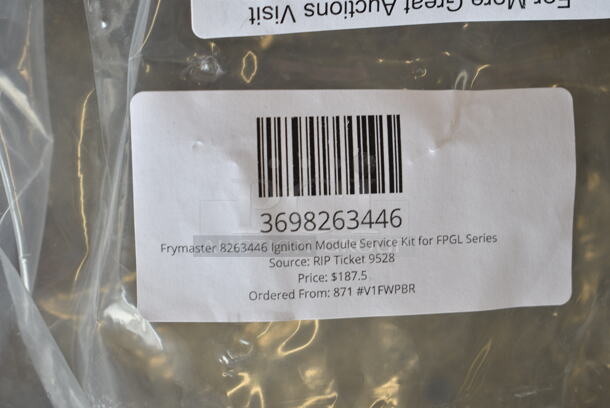 For More Great Auctions Visit
3698263446
Frymaster 8263446 Ignition Module Service Kit for FPGL Series
Source: RIP Ticket 9528
Price: $187.5
Ordered From: 871 #V1FWPBR